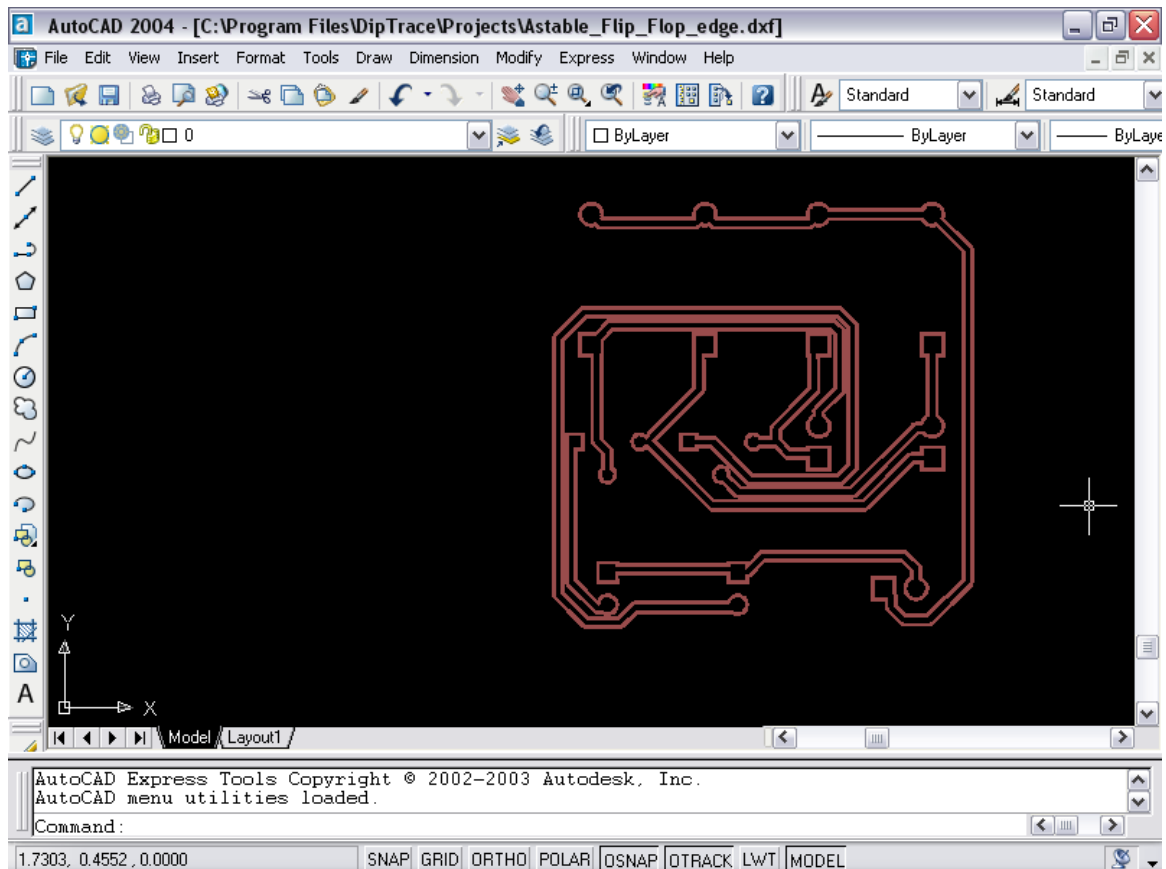 a AutoCAD 2004 - [C:\Program Files\DipTrace\Projects\Astable_Flip_Flop_edge.dxf]
File Edit View Insert Format Tools Draw Dimension Modify Express Window Help
Standard Standard
0 ByLayer ByLayer ByLaye
A
Y
X
Model Layout1
AutoCAD Express Tools Copyright © 2002-2003 Autodesk, Inc.
AutoCAD menu utilities loaded.
Command:
1.7303, 0.4552 , 0.0000 SNAP GRID ORTHO POLAR OSNAP OTRACK LWT MODEL